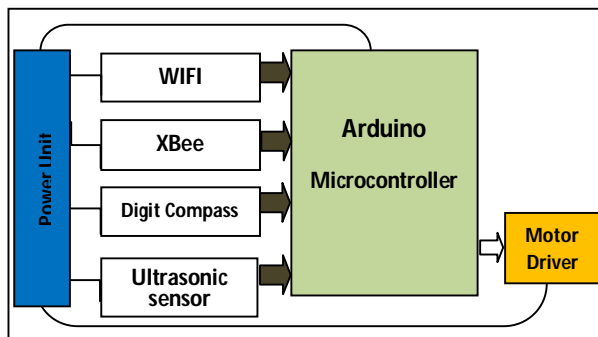 Power Unit
WIFI
XBee
Digit Compass
Ultrasonic
sensor
Arduino
Microcontroller
Motor
Driver